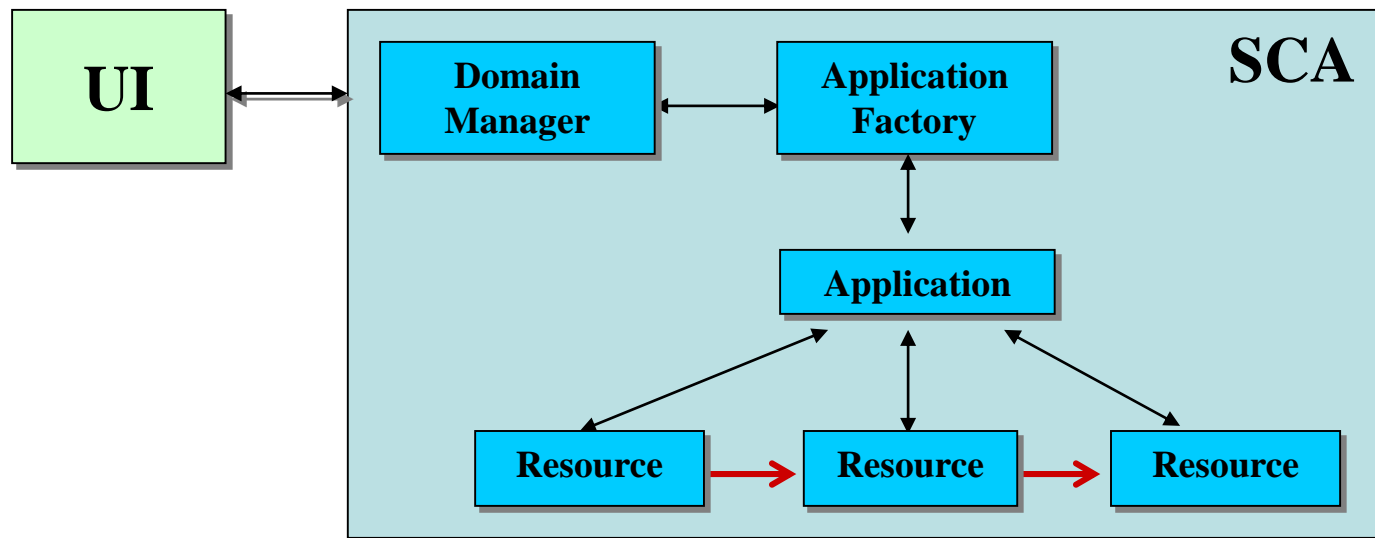 UI
SCA
Domain
Manager
Application
Factory
Application
Resource
Resource
Resource